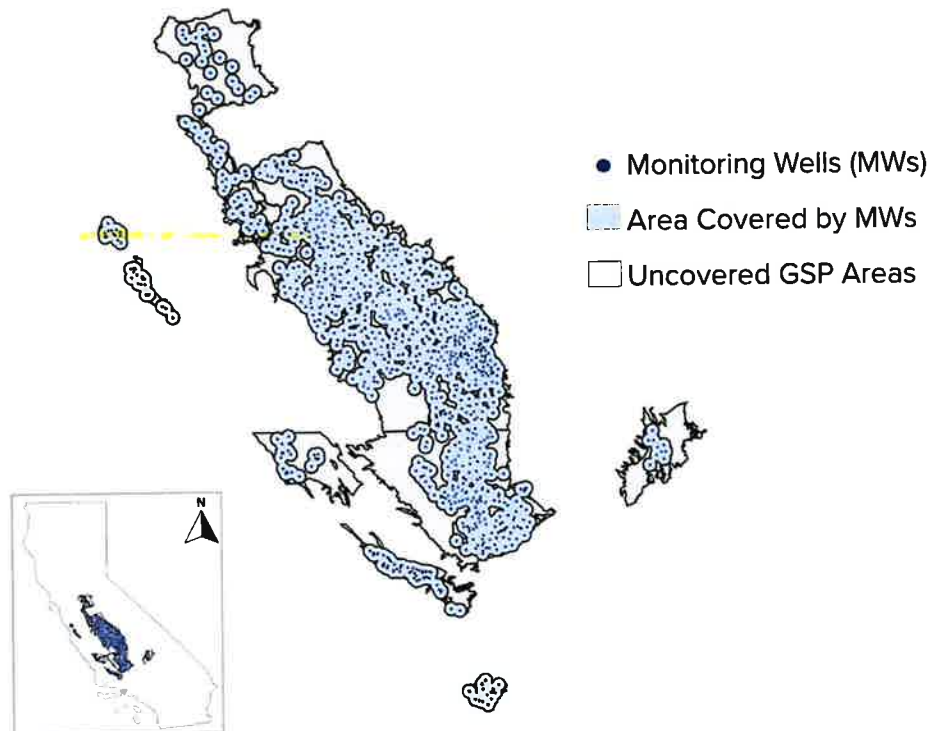 Monitoring Wells (MWs)
Area Covered by MWs
Uncovered GSP Areas
N